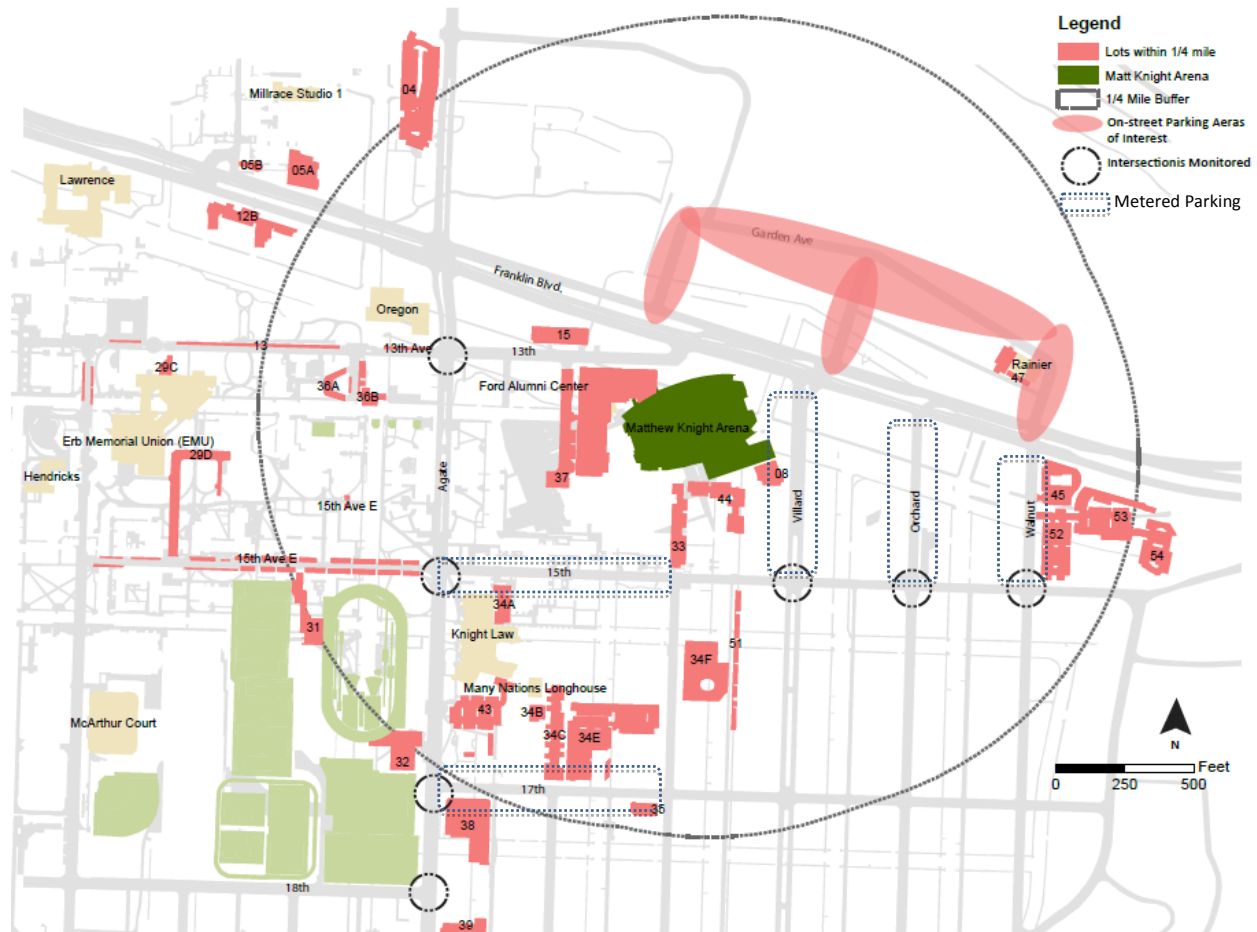 Legend
Lots within 1/4 mile
Matt Knight Arena
1/4 Mile Buffer
On-street Parking Aeras
of Interest
Intersectionis Monitored
Metered Parking
04
Millrace Studio 1
05B
05A
Lawrence
12B
Garden Ave
Franklin Blvd.
Oregon
13
13th Ave
13th
15
29C
36A
36B
Ford Alumni Center
Rainier
47
Erb Memorial Union (EMU)
29D
Matthew Knight Arena
Hendricks
Agate
37
08
44
Villard
Orchard
Walnut
45
53
52
54
15th Ave E
33
15th Ave E
15th
34A
31
Knight Law
51
34F
Many Nations Longhouse
43
34B
34C
34E
McArthur Court
32
N
Feet
0
250
500
17th
35
38
18th
39